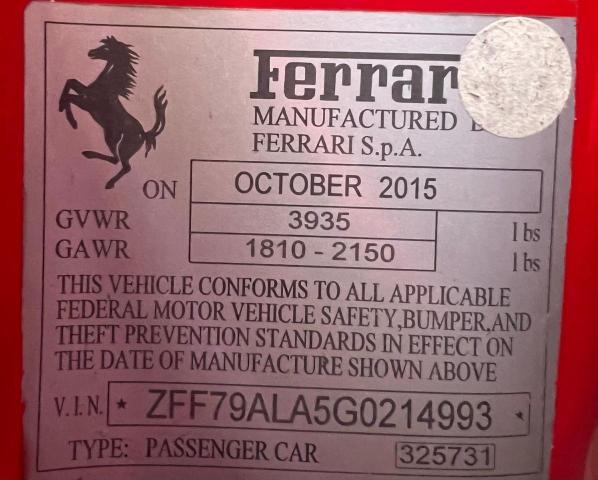 Ferrar
MANUFACTURED
FERRARI S.p.A.
ON OCTOBER 2015
GVWR 3935 lbs
GAWR 1810 - 2150 lbs
THIS VEHICLE CONFORMS TO ALL APPLICABLE
FEDERAL MOTOR VEHICLE SAFETY,BUMPER,AND
THEFT PREVENTION STANDARDS IN EFFECT ON
THE DATE OF MANUFACTURE SHOWN ABOVE
V.I.N. * ZFF79ALA5G0214993 *
TYPE: PASSENGER CAR 325731